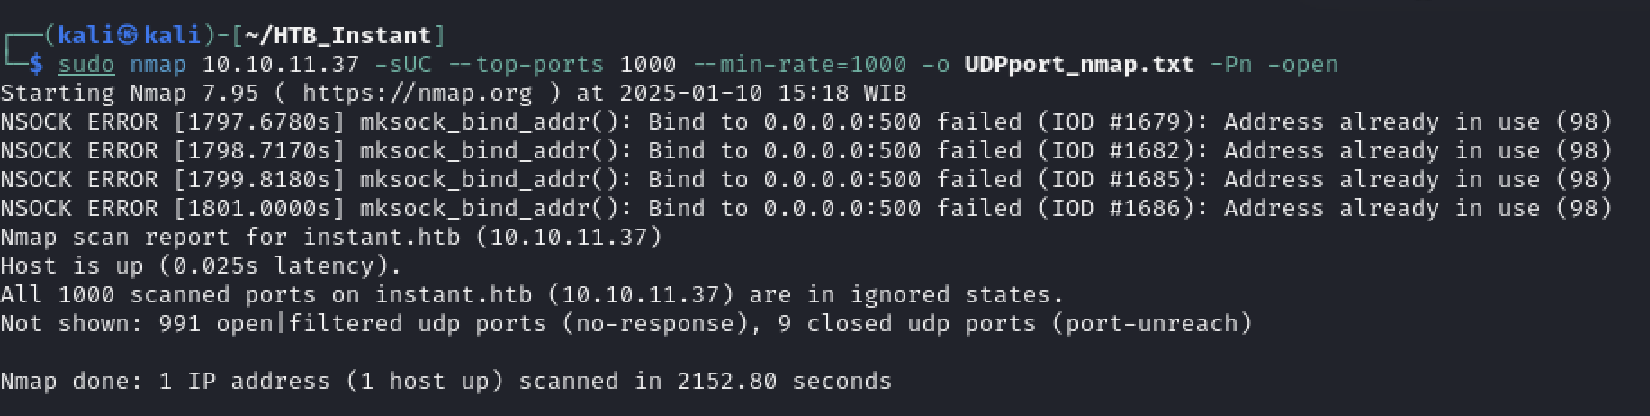 ┌──(kali㉿kali)-[~/HTB_Instant]
└─$ sudo nmap 10.10.11.37 -sUC --top-ports 1000 --min-rate=1000 -o UDPport_nmap.txt -Pn -open
Starting Nmap 7.95 ( https://nmap.org ) at 2025-01-10 15:18 WIB
NSOCK ERROR [1797.6780s] mksock_bind_addr(): Bind to 0.0.0.0:500 failed (IOD #1679): Address already in use (98)
NSOCK ERROR [1798.7170s] mksock_bind_addr(): Bind to 0.0.0.0:500 failed (IOD #1682): Address already in use (98)
NSOCK ERROR [1799.8180s] mksock_bind_addr(): Bind to 0.0.0.0:500 failed (IOD #1685): Address already in use (98)
NSOCK ERROR [1801.0000s] mksock_bind_addr(): Bind to 0.0.0.0:500 failed (IOD #1686): Address already in use (98)
Nmap scan report for instant.htb (10.10.11.37)
Host is up (0.025s latency).
All 1000 scanned ports on instant.htb (10.10.11.37) are in ignored states.
Not shown: 991 open|filtered udp ports (no-response), 9 closed udp ports (port-unreach)
Nmap done: 1 IP address (1 host up) scanned in 2152.80 seconds